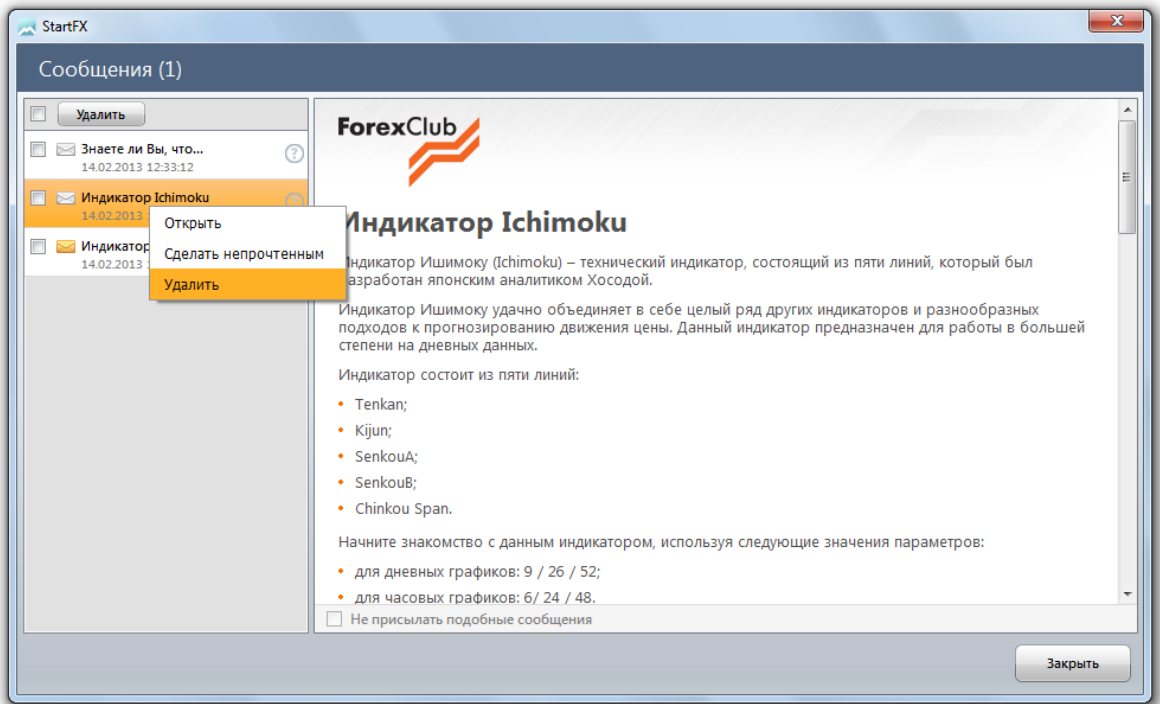 StartFX
Сообщения (1)
Удалить
Знаете ли Вы, что...
14.02.2013 12:33:12
Индикатор Ichimoku
14.02.2013
Индикатор
14.02.2013
Открыть
Сделать непрочтенным
Удалить
ForexClub
Индикатор Ichimoku
Индикатор Ишимоку (Ichimoku) – технический индикатор, состоящий из пяти линий, который был
разработан японским аналитиком Хосодой.
Индикатор Ишимоку удачно объединяет в себе целый ряд других индикаторов и разнообразных
подходов к прогнозированию движения цены. Данный индикатор предназначен для работы в большей
степени на дневных данных.
Индикатор состоит из пяти линий:
• Tenkan;
• Kijun;
• SenkouA;
• SenkouB;
• Chinkou Span.
Начните знакомство с данным индикатором, используя следующие значения параметров:
• для дневных графиков: 9 / 26 / 52;
• для часовых графиков: 6/ 24 / 48.
Не присылать подобные сообщения
Закрыть